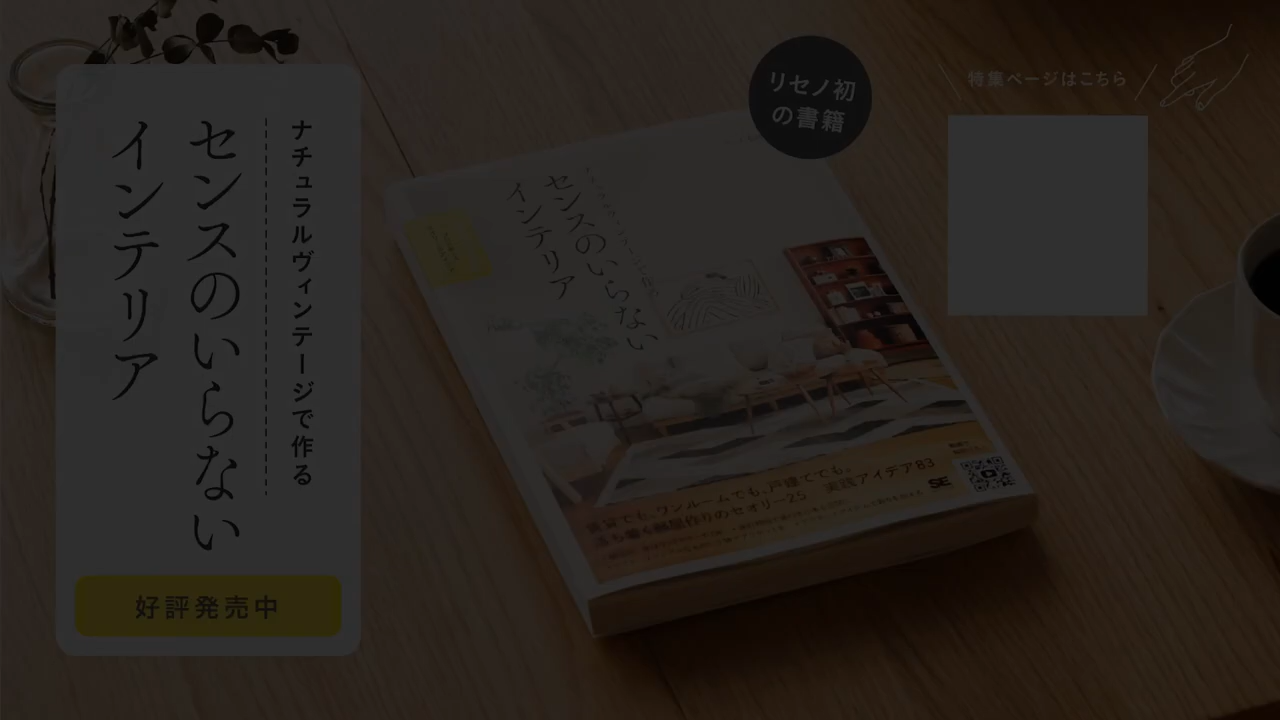 ナチュラルヴィンテージで作る
センスのいらない
インテリア
好評発売中
リセノ初
の書籍
特集ページはこちら
センスのいらない
インテリア
賃貸でも、ワンルームでも、戸建てでも。
実践アイデア83
SE